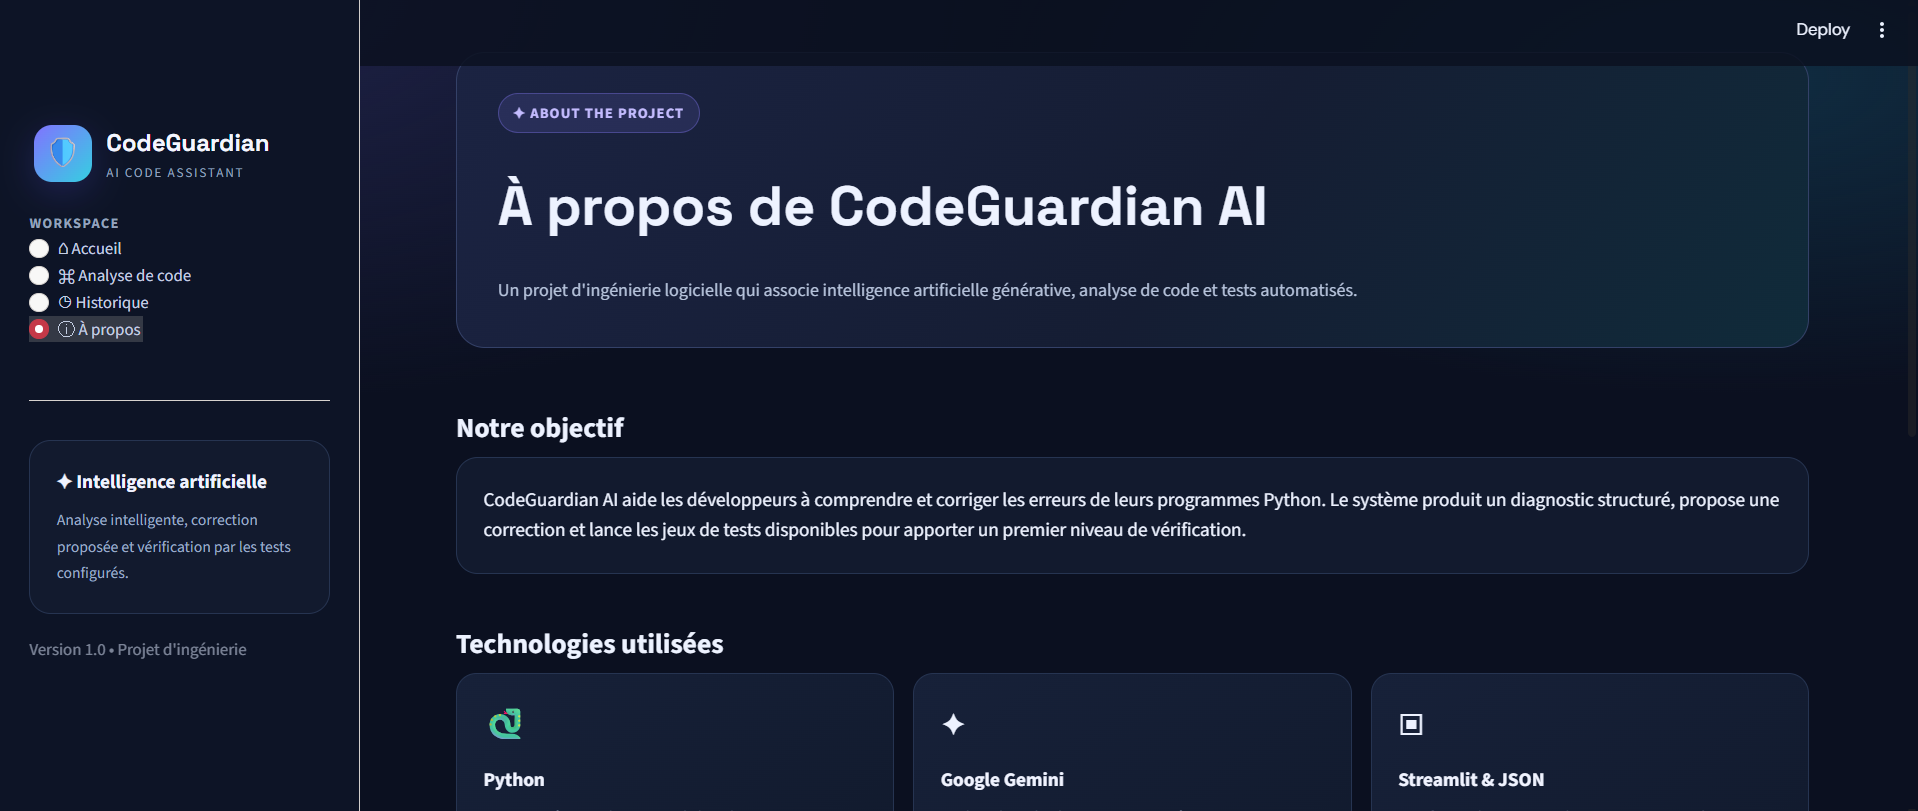 Deploy
CodeGuardian
AI CODE ASSISTANT
WORKSPACE
Accueil
Analyse de code
Historique
À propos
✦ Intelligence artificielle
Analyse intelligente, correction
proposée et vérification par les tests
configurés.
Version 1.0 • Projet d'ingénierie
✦ ABOUT THE PROJECT
À propos de CodeGuardian AI
Un projet d'ingénierie logicielle qui associe intelligence artificielle générative, analyse de code et tests automatisés.
Notre objectif
CodeGuardian AI aide les développeurs à comprendre et corriger les erreurs de leurs programmes Python. Le système produit un diagnostic structuré, propose une
correction et lance les jeux de tests disponibles pour apporter un premier niveau de vérification.
Technologies utilisées
Python
Google Gemini
Streamlit & JSON